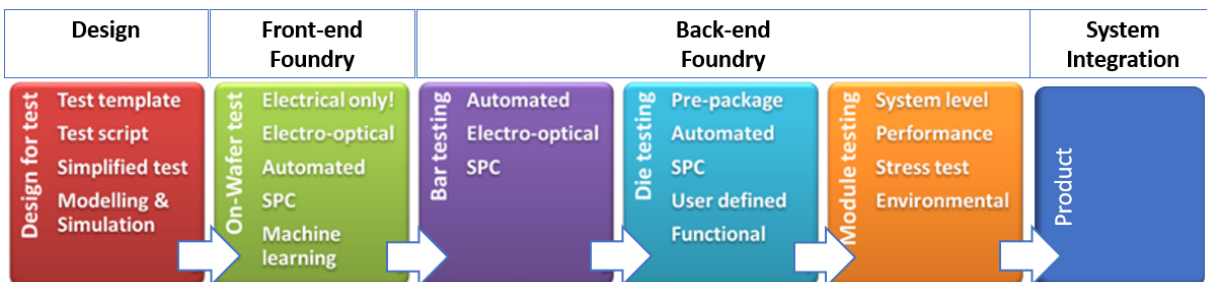 Design
Front-end
Foundry
Back-end
Foundry
System
Integration
Design for test
Test template
Test script
Simplified test
Modelling &
Simulation
On-Wafer test
Electrical only!
Electro-optical
Automated
SPC
Machine
learning
Bar testing
Automated
Electro-optical
SPC
Die testing
Pre-package
Automated
SPC
User defined
Functional
Module testing
System level
Performance
Stress test
Environmental
Product